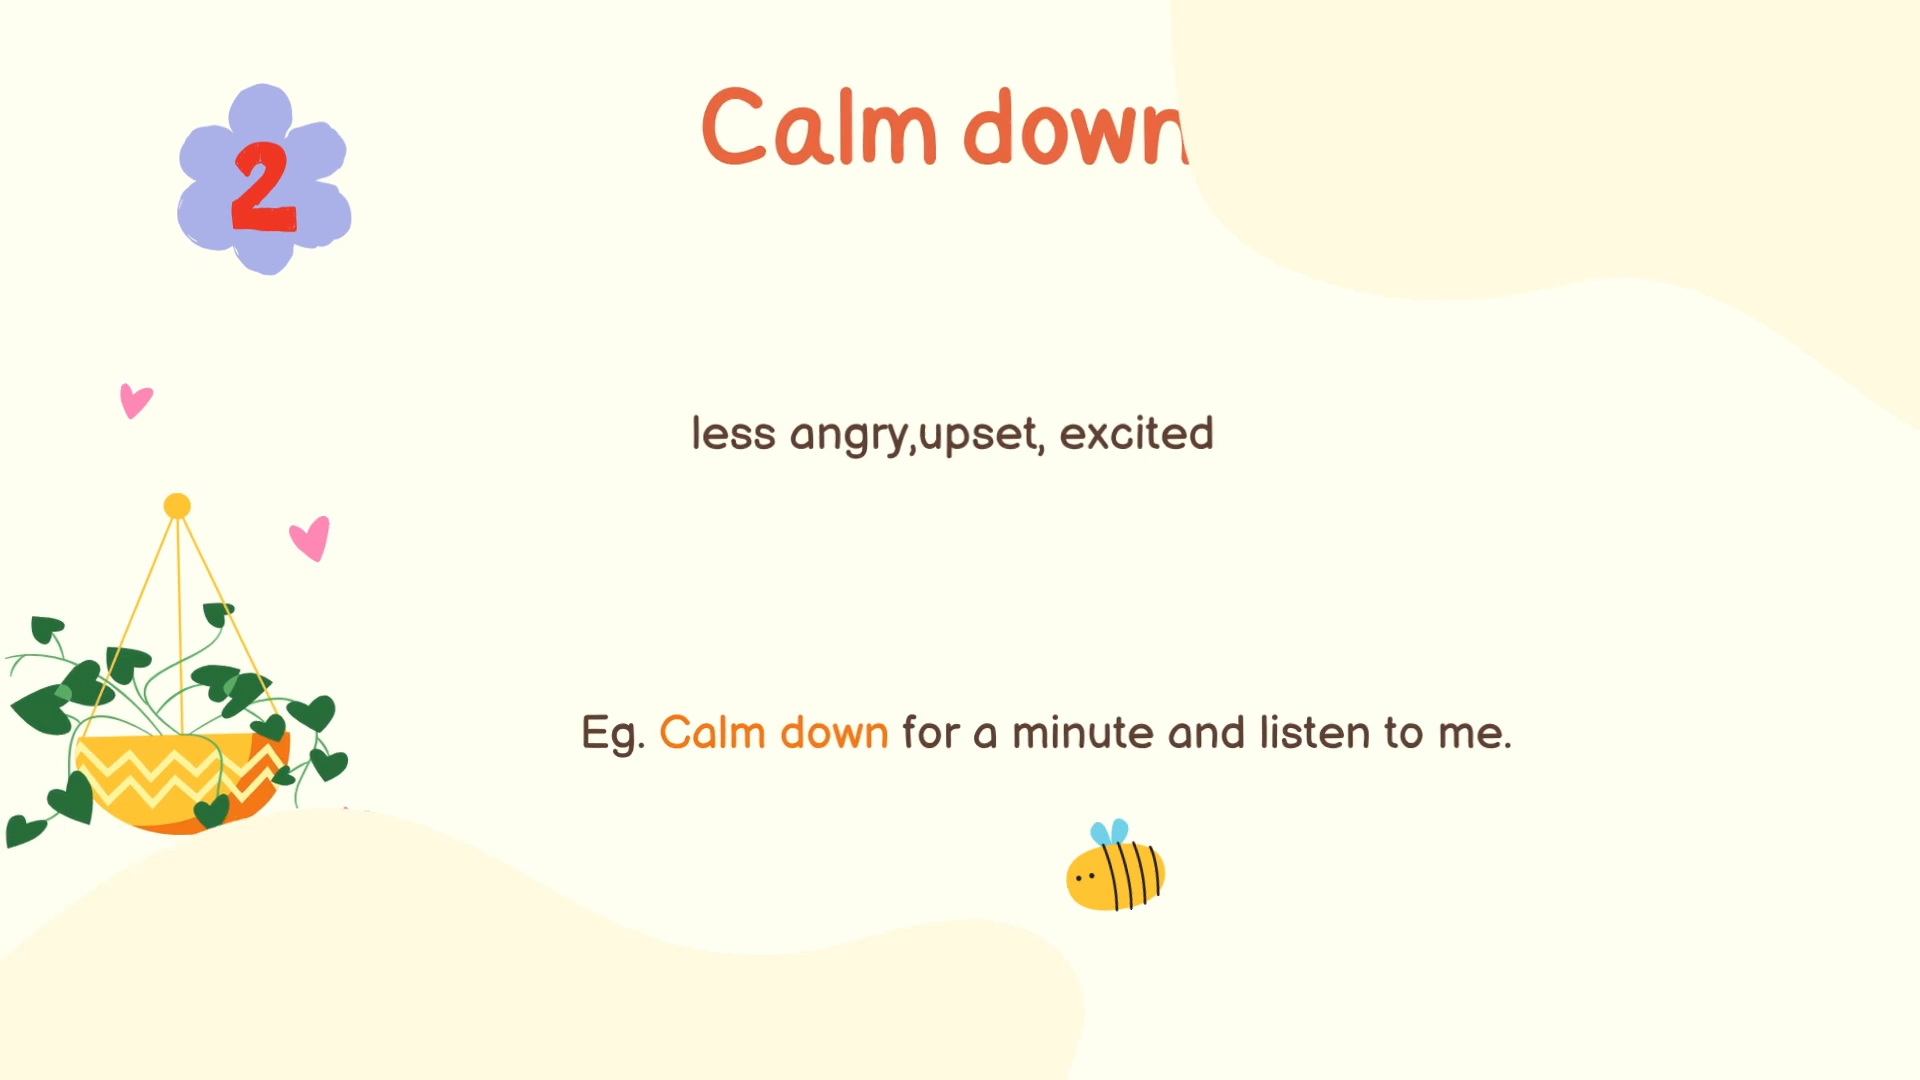 2
Calm down
less angry,upset, excited
Eg. Calm down for a minute and listen to me.